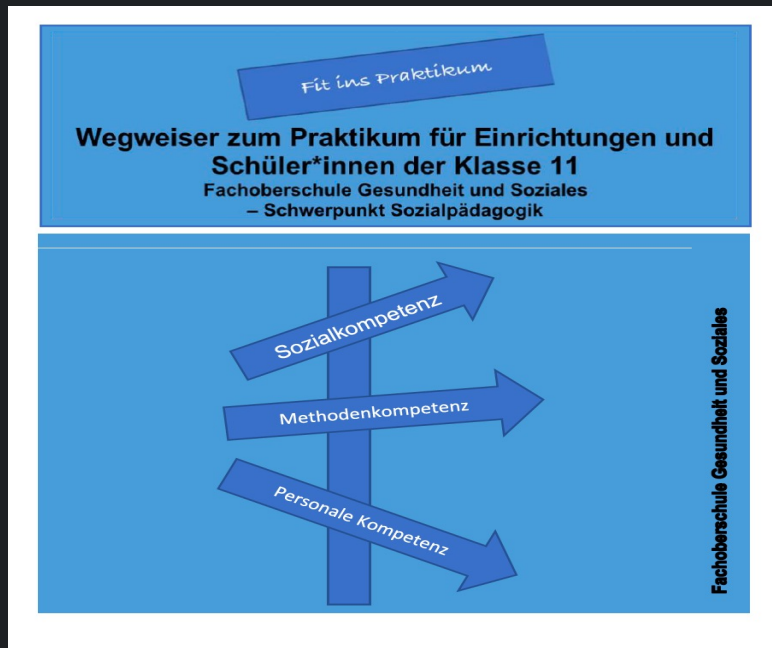 Fit ins Praktikum
Wegweiser zum Praktikum für Einrichtungen und
Schüler*innen der Klasse 11
Fachoberschule Gesundheit und Soziales
– Schwerpunkt Sozialpädagogik
Sozialkompetenz
Methodenkompetenz
Personale Kompetenz
Fachoberschule Gesundheit und Soziales